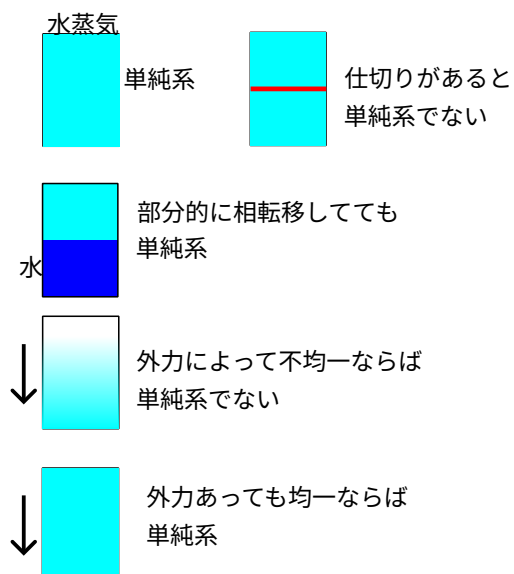 水蒸気
単純系
仕切りがあると
単純系でない
部分的に相転移してても
単純系
水
外力によって不均一ならば
単純系でない
外力あっても均一ならば
単純系